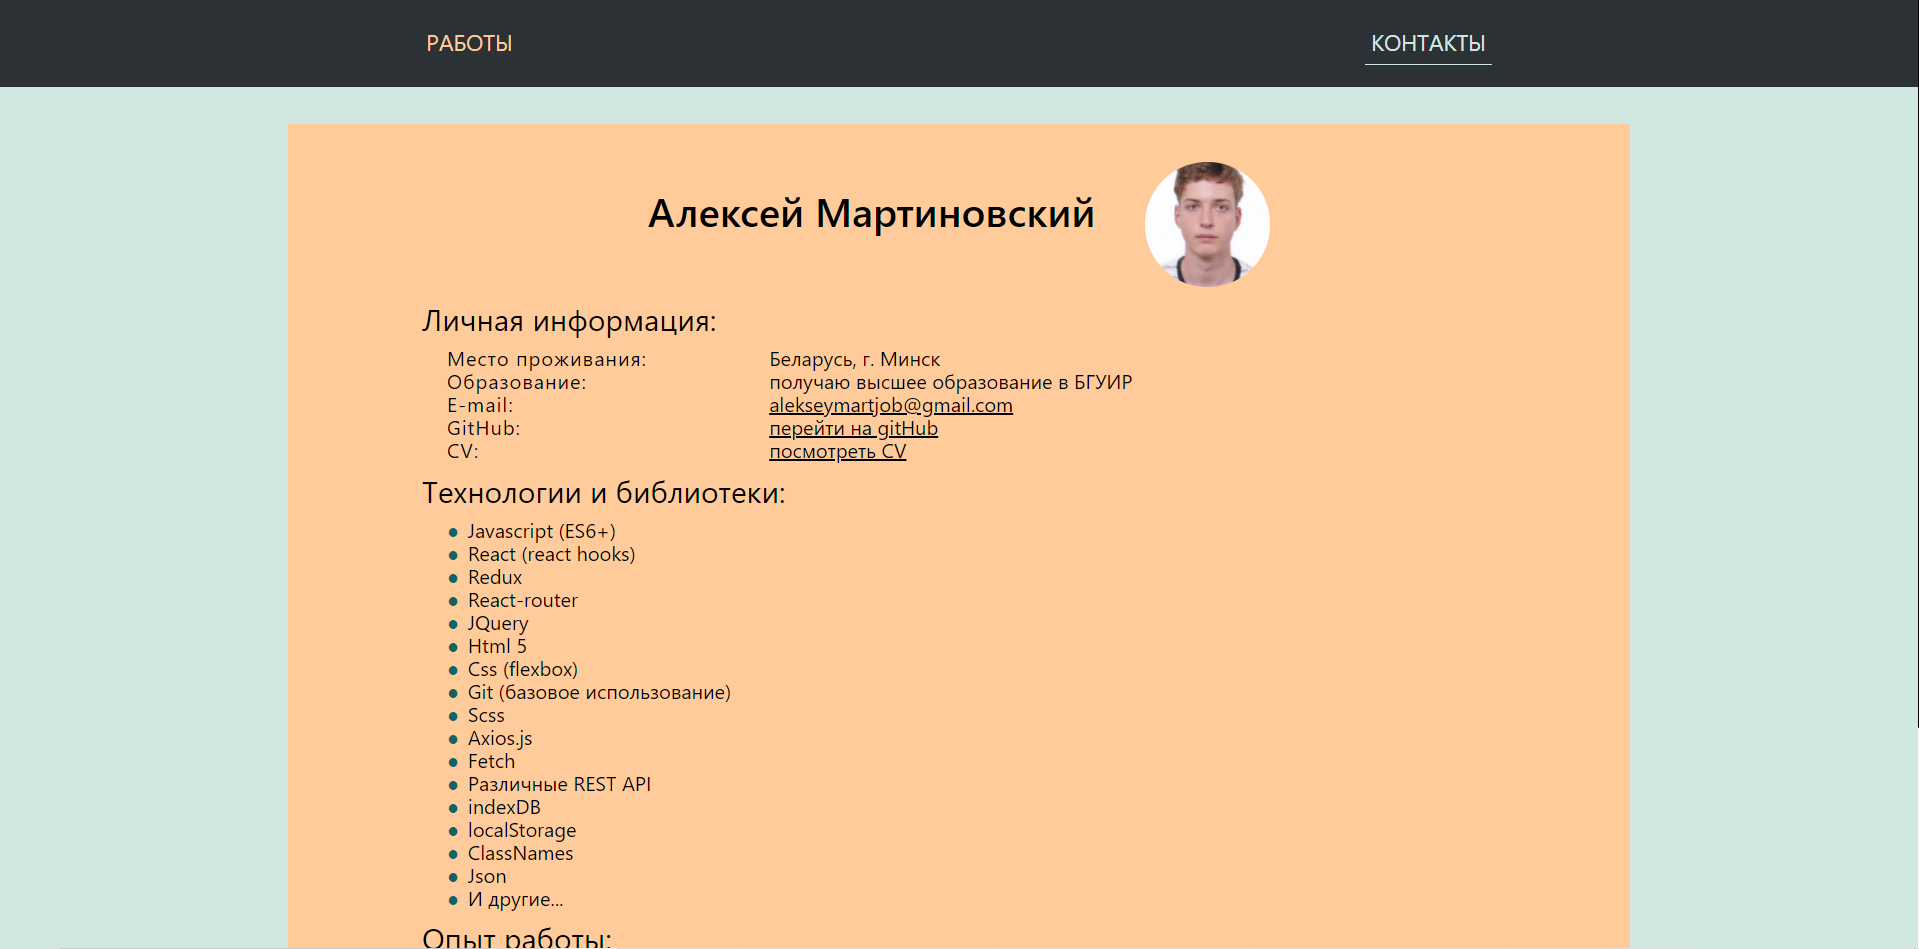 РАБОТЫ
КОНТАКТЫ
Алексей Мартиновский
Личная информация:
Место проживания: Беларусь, г. Минск
Образование: получаю высшее образование в БГУИР
E-mail: alekseymartjob@gmail.com
GitHub: перейти на gitHub
CV: посмотреть CV
Технологии и библиотеки:
Javascript (ES6+)
React (react hooks)
Redux
React-router
JQuery
Html 5
Css (flexbox)
Git (базовое использование)
Scss
Axios.js
Fetch
Различные REST API
indexDB
localStorage
ClassNames
Json
И другие...
Опыт работы: